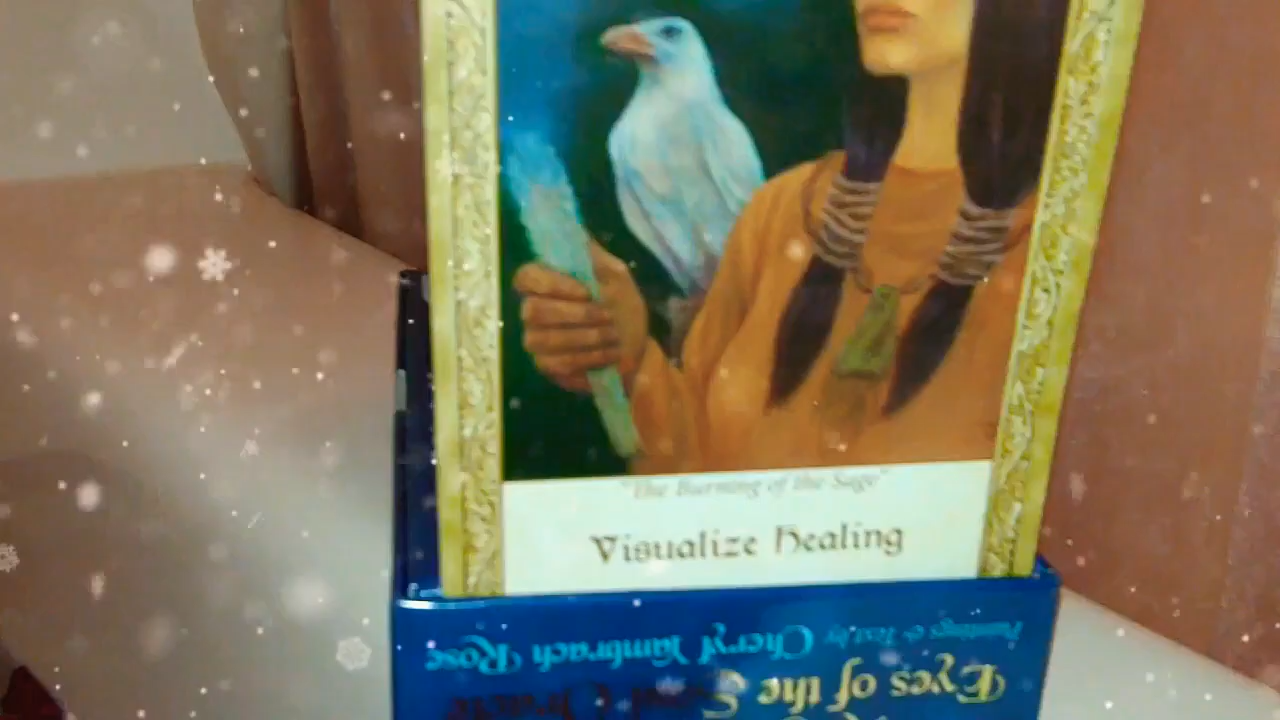 "The Burning of the Sage"
Visualize Healing
Paintings & Text by Cheryl Yambrach Rose
Eyes of the